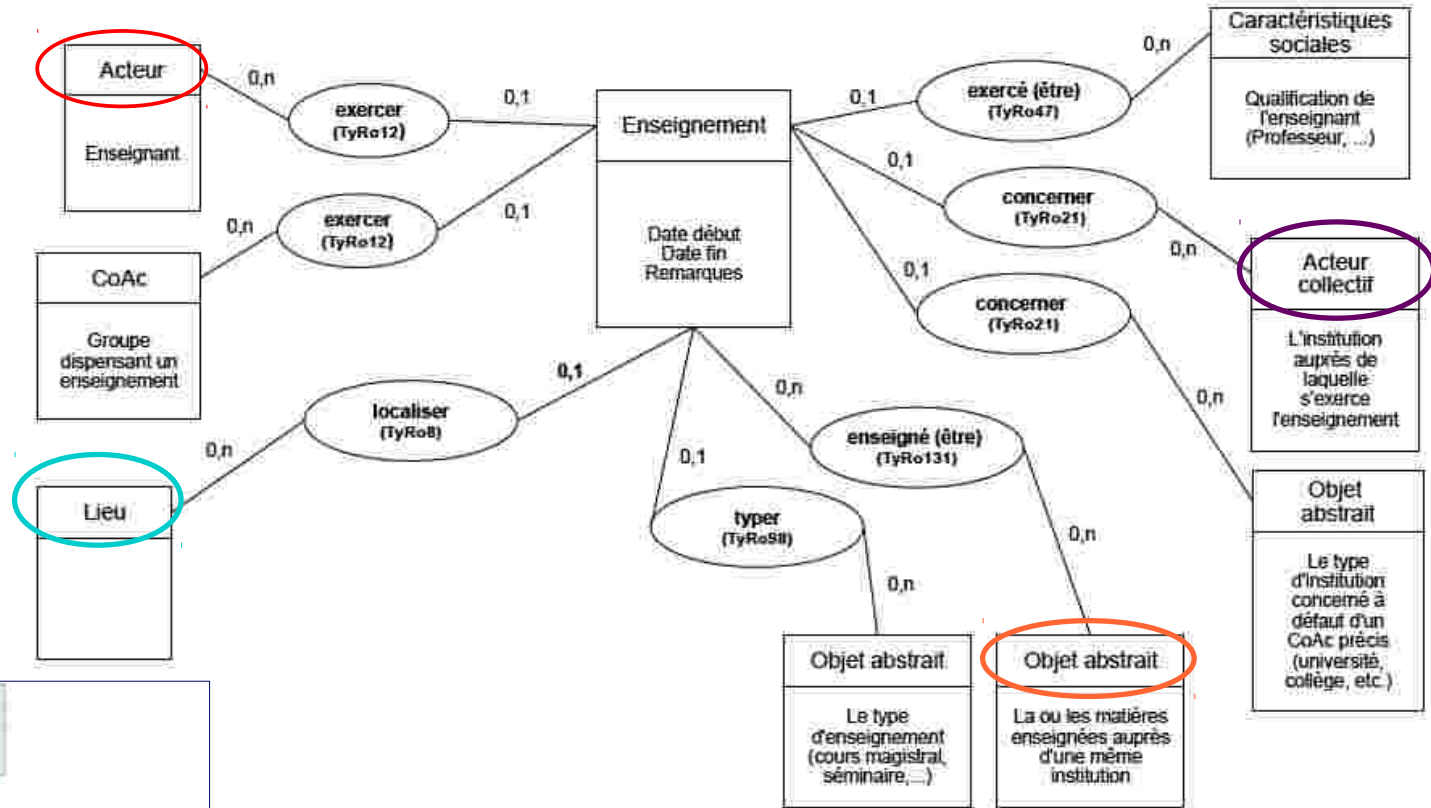 Caractéristiques
sociales
Qualification de
l'enseignant
(Professeur, ...)
0,n
exercé (être)
(TyRo47)
0,1
Acteur
Enseignant
0,n
exercer
(TyRo12)
0,1
Enseignement
Date début
Date fin
Remarques
0,1
concerner
(TyRo21)
0,n
Acteur
collectif
L'institution
auprès de
laquelle
s'exerce
l'enseignement
CoAc
Groupe
dispensant un
enseignement
0,n
exercer
(TyRo12)
0,1
0,1
concerner
(TyRo21)
0,n
Objet
abstrait
Le type
d'institution
concerné à
défaut d'un
CoAc précis
(université,
collège, etc.)
Lieu
0,n
localiser
(TyRo8)
0,1
0,1
typer
(TyRo98)
0,n
Objet abstrait
Le type
d'enseignement
(cours magistral,
séminaire,...)
0,n
enseigné (être)
(TyRo131)
0,n
Objet abstrait
La ou les matières
enseignées auprès
d'une même
institution